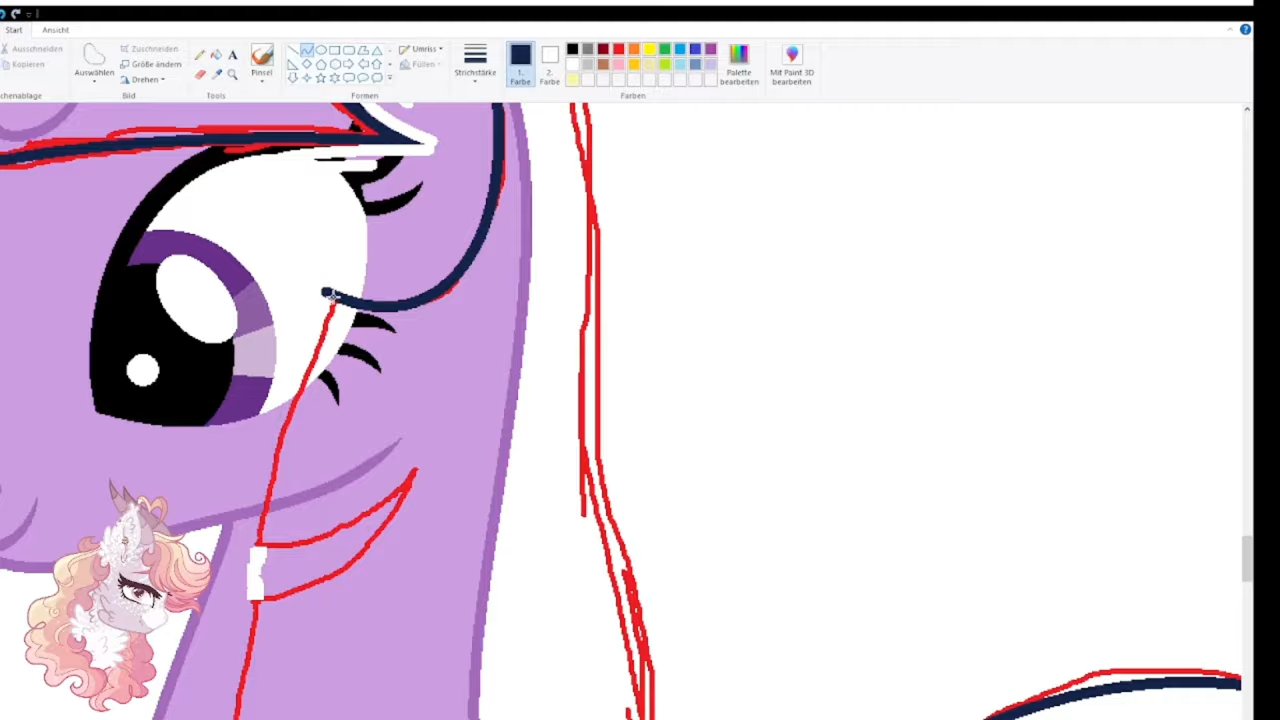 Start Ansicht
Ausschneiden
Kopieren
Auswählen
Zuschneiden
Größe ändern
Drehen
A
Pinsel
Umriss
Füllen
Strichstärke
1.
Farbe
2.
Farbe
Palette
bearbeiten
Mit Paint 3D
bearbeiten
chenablage Bild Tools Formen Farben